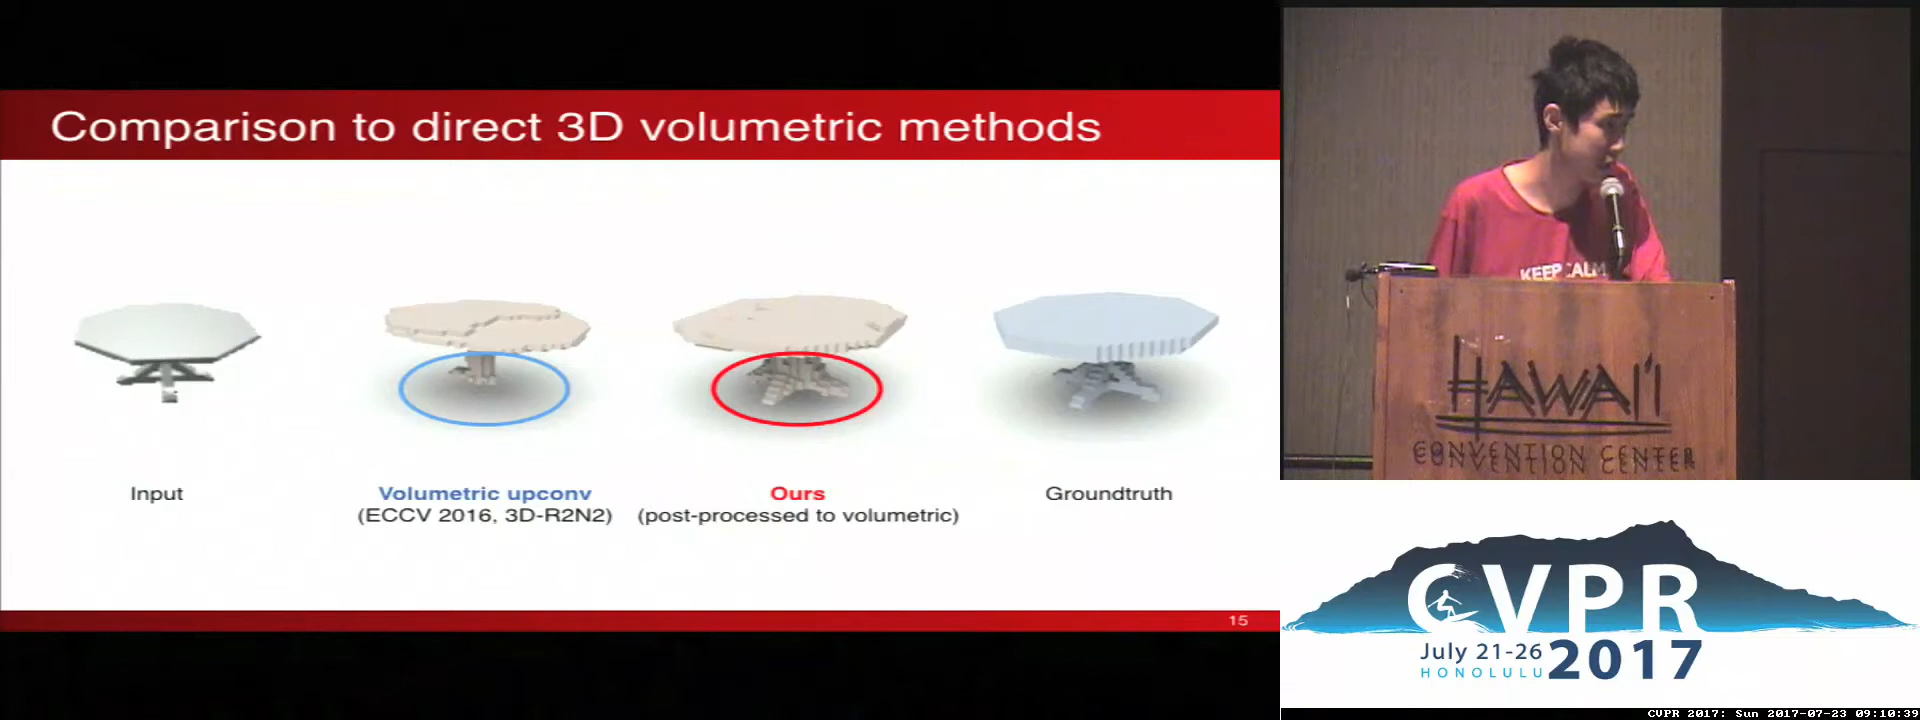 Comparison to direct 3D volumetric methods
Input
Volumetric upconv
(ECCV 2016, 3D-R2N2)
Ours
(post-processed to volumetric)
Groundtruth
15
KEEP CALM
HAWAI'I
CONVENTION CENTER
CVPR
July 21-26
HONOLULU
2017
CVPR 2017: Sun 2017-07-23 09:10:39